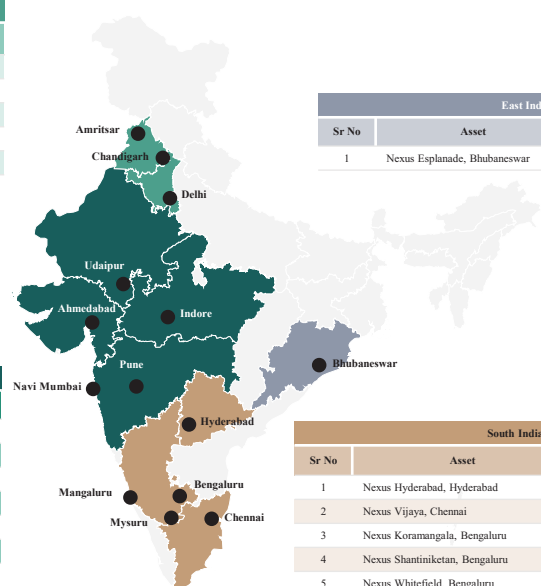 Amritsar
Chandigarh
Delhi
Udaipur
Ahmedabad
Indore
Pune
Navi Mumbai
Bhubaneswar
Hyderabad
Mangaluru
Bengaluru
Mysuru
Chennai
East Ind
Sr No Asset
1 Nexus Esplanade, Bhubaneswar
South India
Sr No Asset
1 Nexus Hyderabad, Hyderabad
2 Nexus Vijaya, Chennai
3 Nexus Koramangala, Bengaluru
4 Nexus Shantiniketan, Bengaluru
5 Nexus Whitefield, Bengaluru